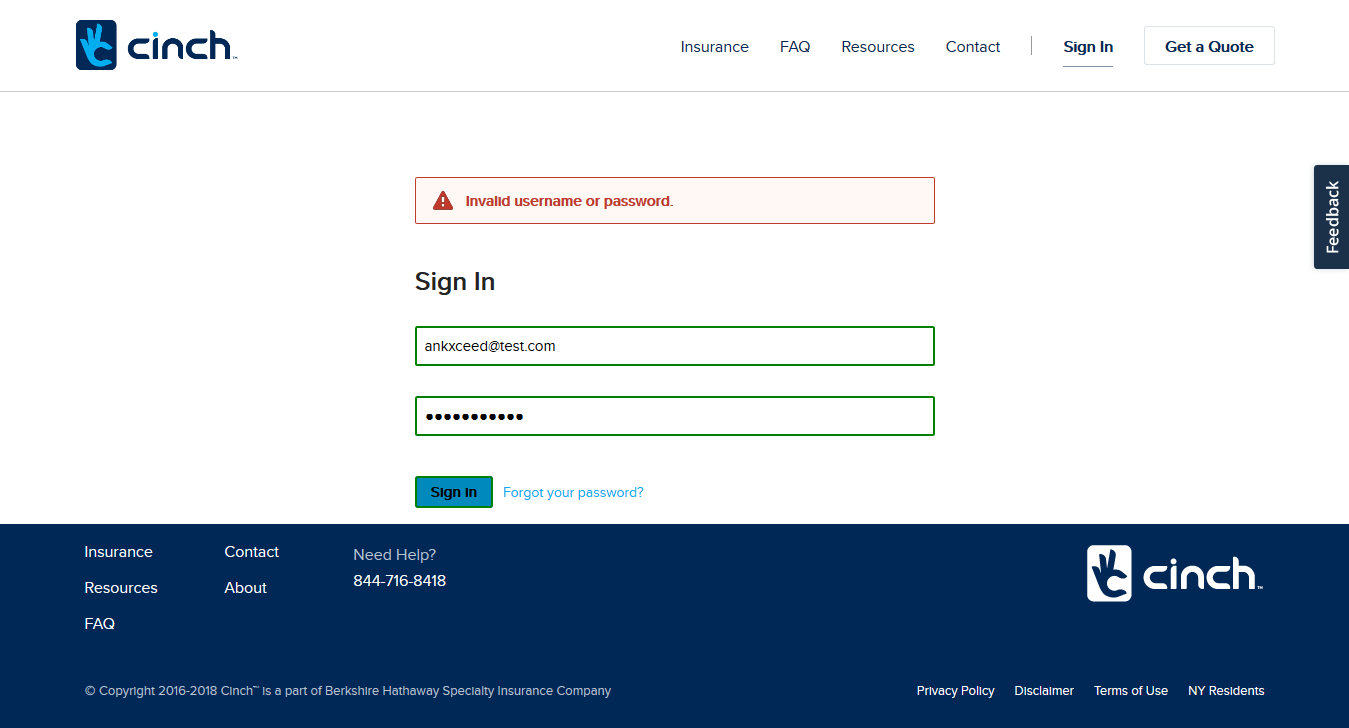 cinch™
Insurance FAQ Resources Contact Sign In Get a Quote
Feedback
Invalid username or password.
Sign In
ankxceed@test.com
●●●●●●●●●●●
Sign In Forgot your password?
Insurance Contact Need Help?
844-716-8418
Resources About
FAQ
cinch™
© Copyright 2016-2018 Cinch™ is a part of Berkshire Hathaway Specialty Insurance Company
Privacy Policy Disclaimer Terms of Use NY Residents